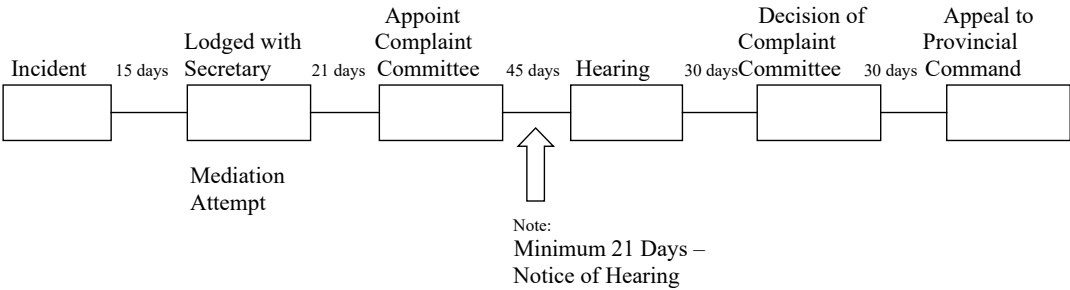 Incident
15 days
Lodged with
Secretary
21 days
Appoint
Complaint
Committee
45 days
Hearing
30 days
Decision of
Complaint
Committee
30 days
Appeal to
Provincial
Command
Mediation
Attempt
Note:
Minimum 21 Days –
Notice of Hearing